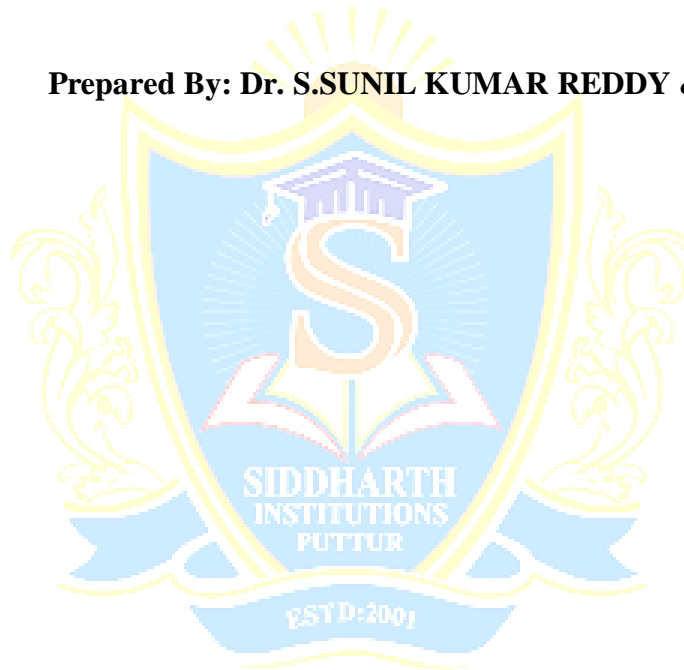 Prepared By: Dr. S.SUNIL KUMAR REDDY &
S
SIDDHARTH
INSTITUTIONS
PUTTUR
ESTD:2001